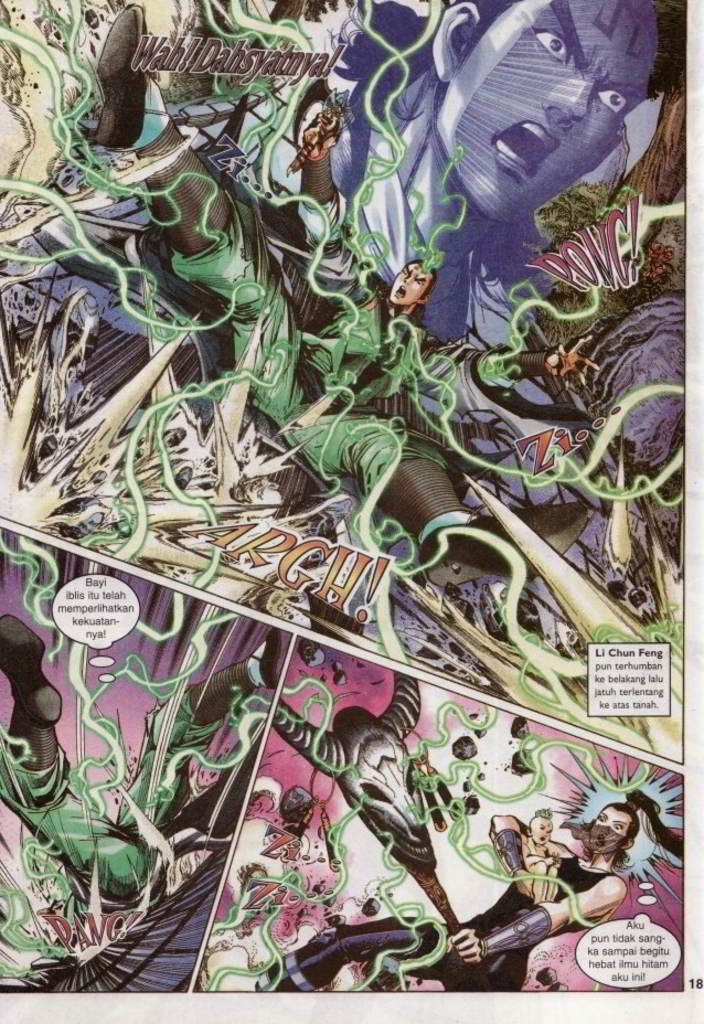 Wah! Dahsyatnya!
ZI...
PONG!
ZI...
ARGH!
Li Chun Feng
pun terhumban
ke belakang lalu
jatuh terlentang
ke atas tanah.
Bayi
iblis itu telah
memperlihatkan
kekuatan-
nya!
PANG!
ZI...
ZI...
Aku
pun tidak sang-
ka sampai begitu
hebat ilmu hitam
aku ini!
18